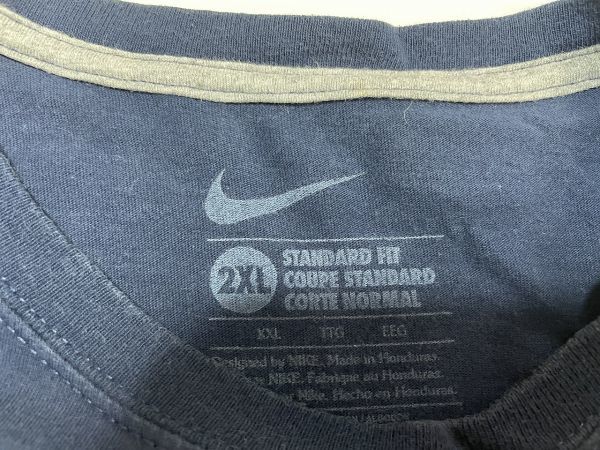 2XL
STANDARD FIT
COUPE STANDARD
CORTE NORMAL
XXL TTG EEG
Designed by NIKE. Made in Honduras.
NIKE. Fabrique au Honduras.
Nike. Hecho en Honduras.